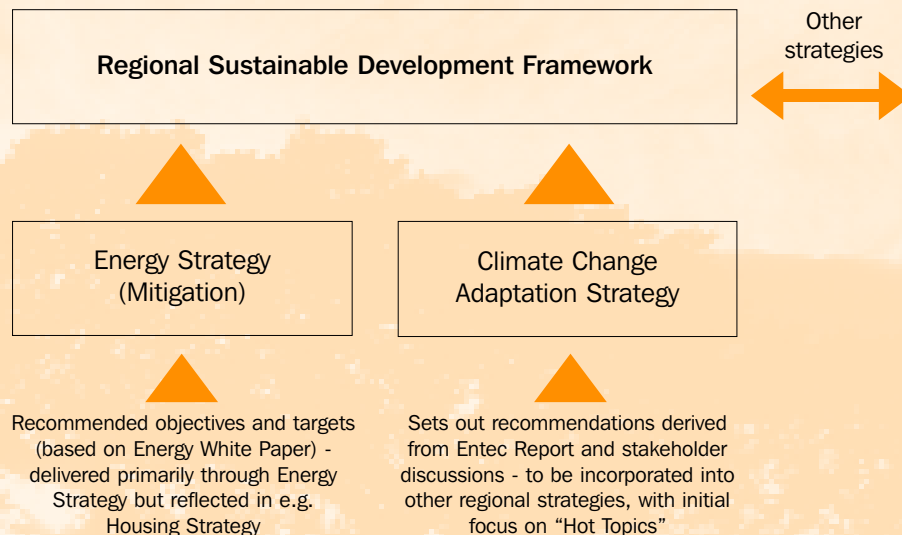 Other
strategies
Regional Sustainable Development Framework
Energy Strategy
(Mitigation)
Climate Change
Adaptation Strategy
Recommended objectives and targets
(based on Energy White Paper) -
delivered primarily through Energy
Strategy but reflected in e.g.
Housing Strategy
Sets out recommendations derived
from Entec Report and stakeholder
discussions - to be incorporated into
other regional strategies, with initial
focus on “Hot Topics”